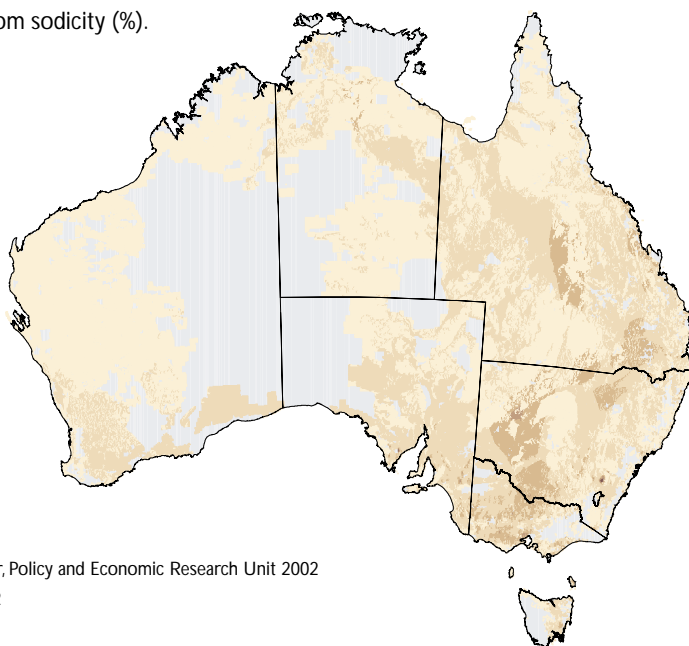 om sodicity (%).
, Policy and Economic Research Unit 2002